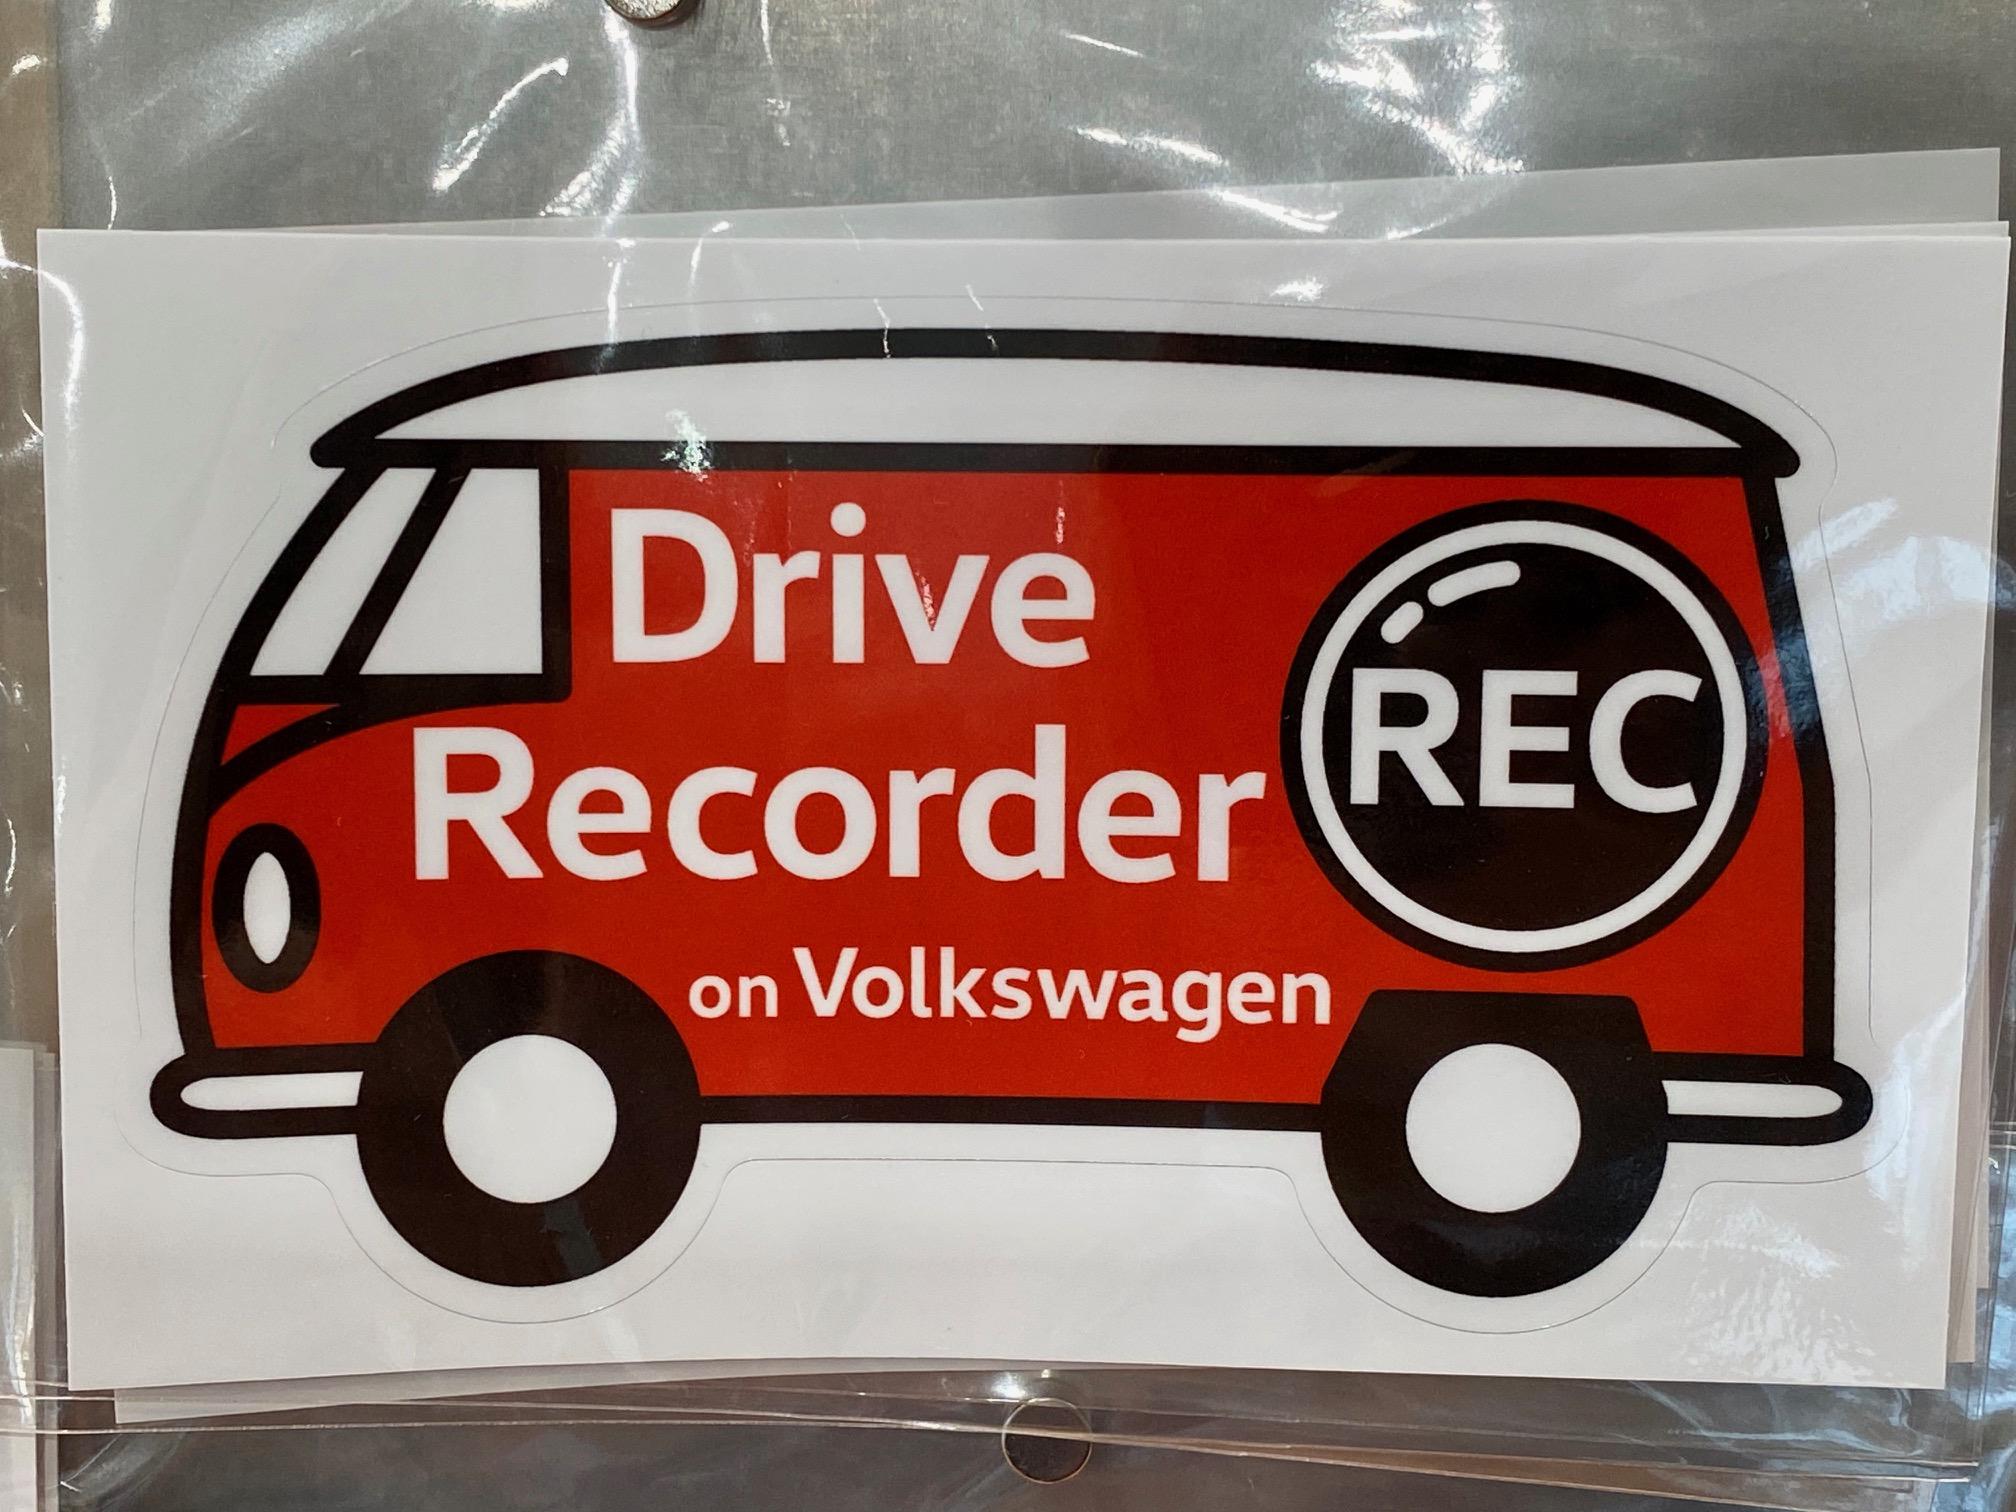 Drive
Recorder
REC
on Volkswagen